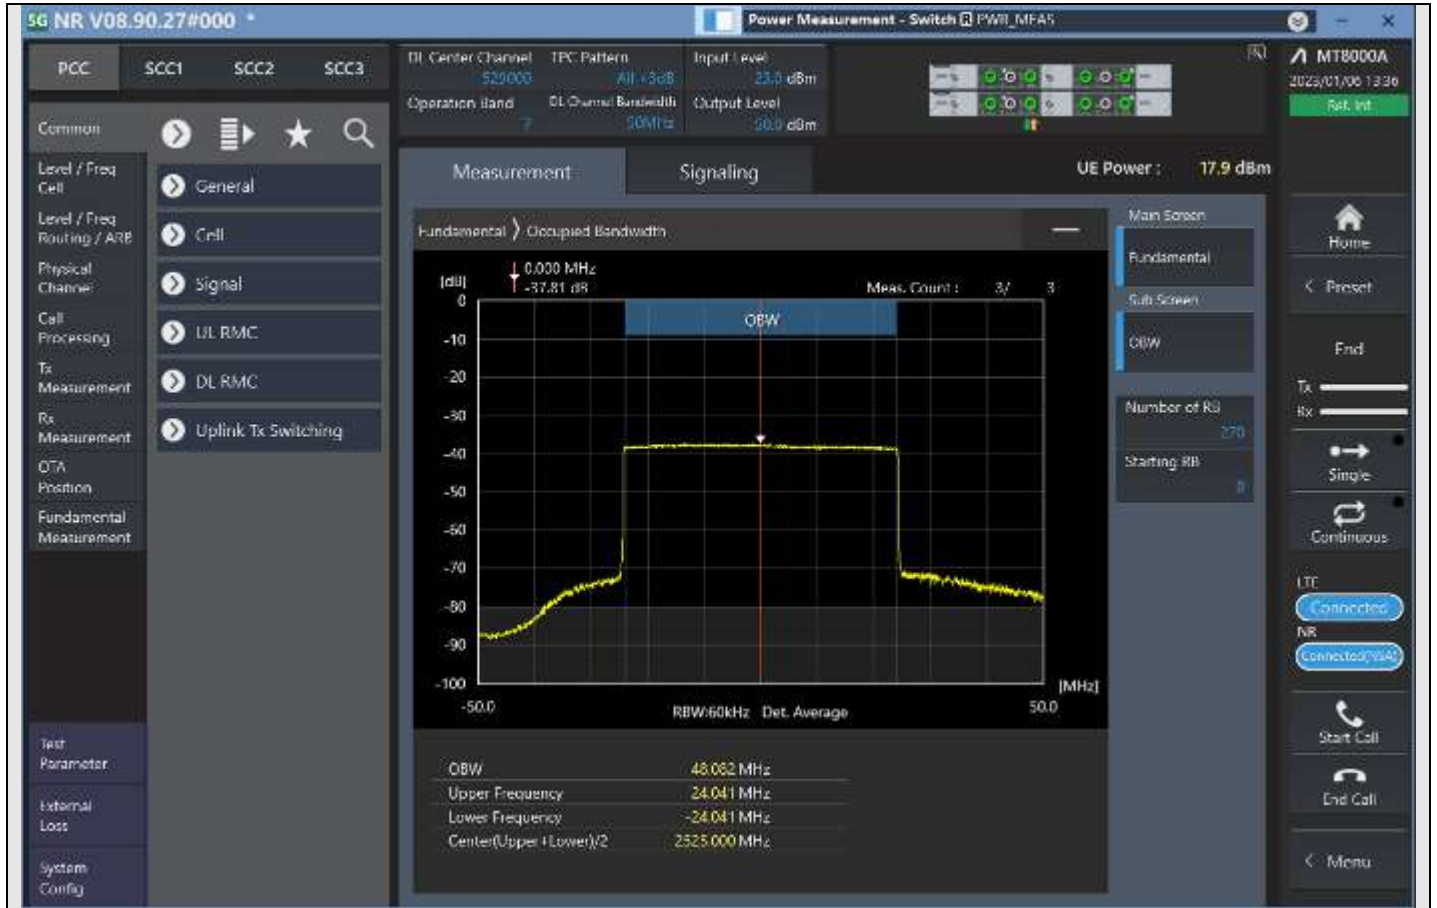 5G NR V08.90.27#000 *
Power Measurement - Switch R PWR_MEAS
PCC SCC1 SCC2 SCC3
DL Center Channel TPC Pattern Input Level
529000 All +3dB 23.0 dBm
Operation Band DL Channel Bandwidth Output Level
7 50MHz 50.0 dBm
MT8000A
2023/01/06 13:36
Ref. Int
Common
Level / Freq
Cell
Level / Freq
Routing / ARB
Physical
Channel
Call
Processing
Tx
Measurement
Rx
Measurement
OTA
Position
Fundamental
Measurement
Test
Parameter
External
Loss
System
Config
General
Cell
Signal
UL RMC
DL RMC
Uplink Tx Switching
Measurement Signaling
UE Power : 17.9 dBm
Fundamental Occupied Bandwidth
[dB] 0.000 MHz
-37.81 dB Meas. Count : 3/ 3
OBW
0
-10
-20
-30
-40
-50
-60
-70
-80
-90
-100
[MHz]
-50.0 RBW:60kHz Det. Average 50.0
OBW 48.082 MHz
Upper Frequency 24.041 MHz
Lower Frequency -24.041 MHz
Center(Upper+Lower)/2 2525.000 MHz
Main Screen
Fundamental
Sub Screen
OBW
Number of RB
270
Starting RB
0
Home
< Preset
End
Tx
Rx
Single
Continuous
LTE
Connected
NR
Connected(NSA)
Start Call
End Call
< Menu